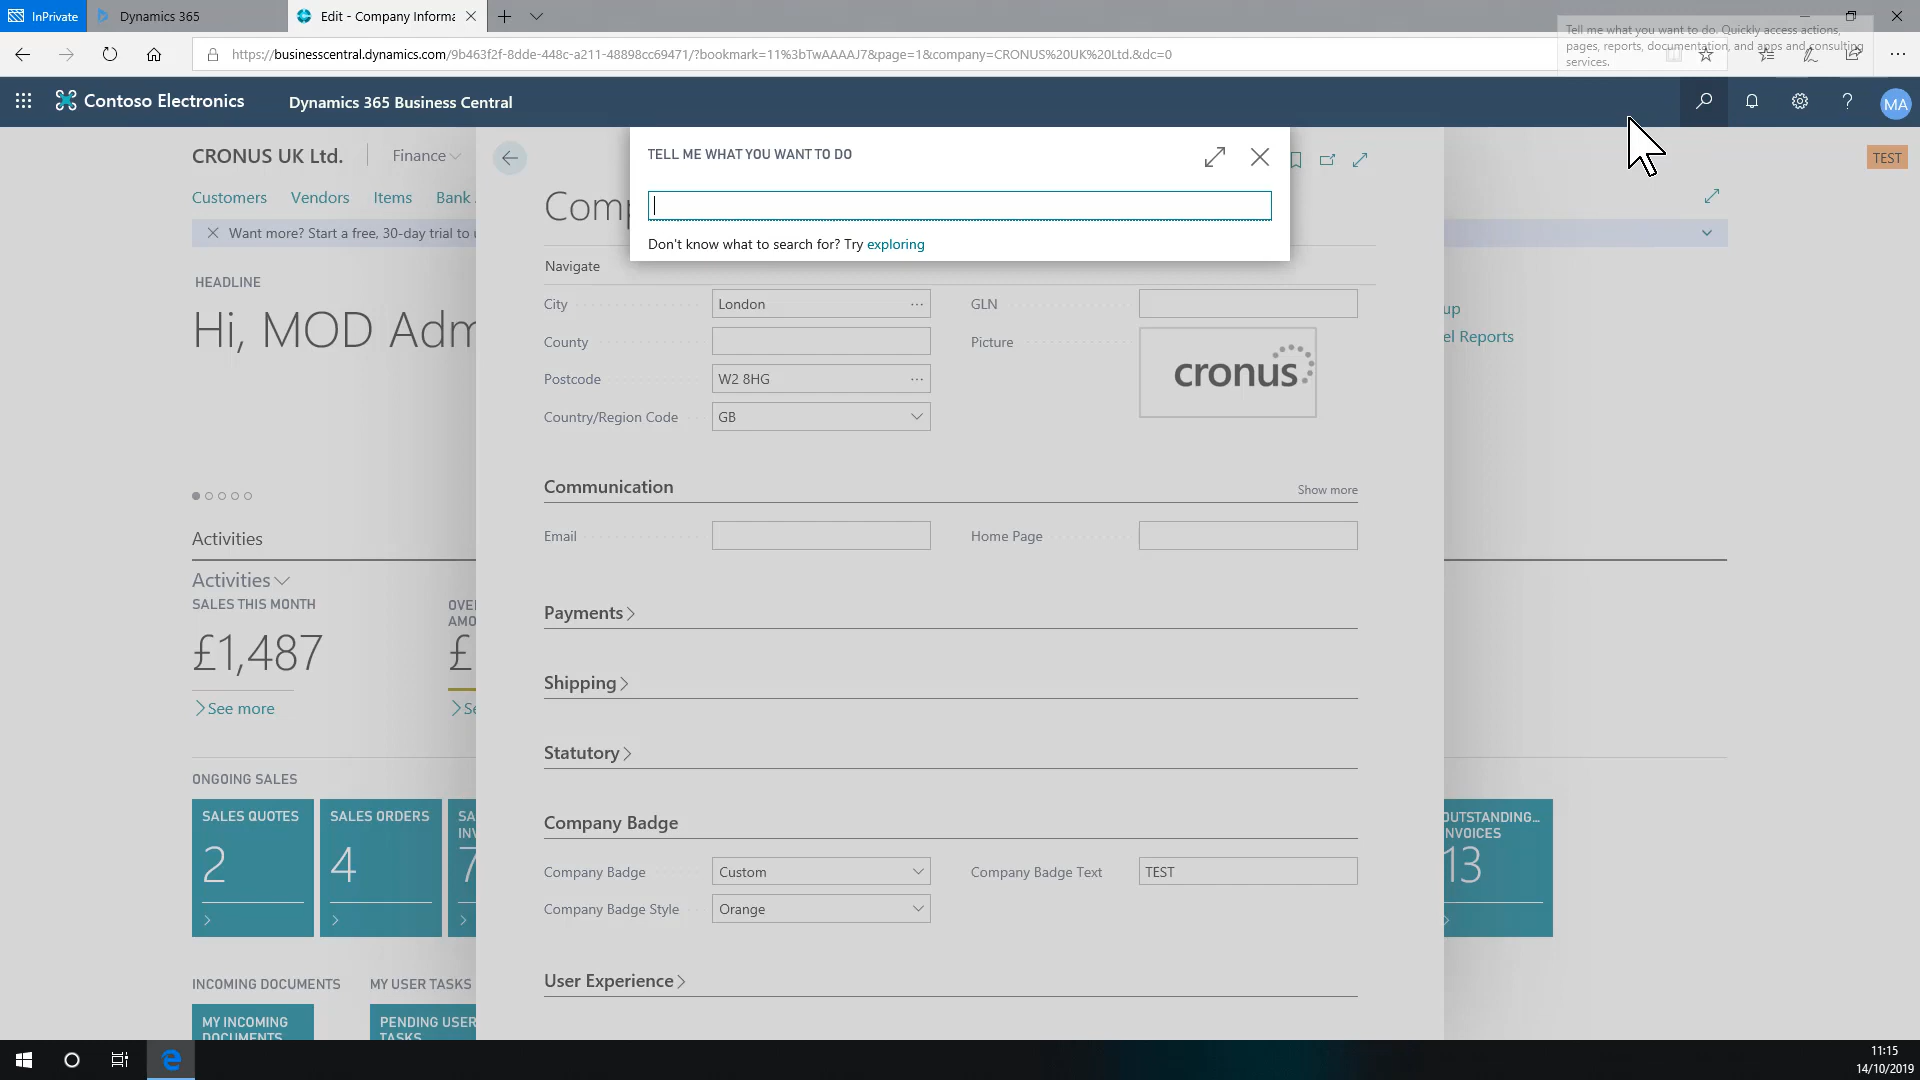 InPrivate
Dynamics 365
Edit - Company Informa
Tell me what you want to do. Quickly access actions,
pages, reports, documentation, and apps and consulting
services.
https://businesscentral.dynamics.com/9b463f2f-8dde-448c-a211-48898cc69471/?bookmark=11%3bTwAAAAJ7&page=1&company=CRONUS%20UK%20Ltd.&dc=0
Contoso Electronics
Dynamics 365 Business Central
?
MA
CRONUS UK Ltd.
Finance
TELL ME WHAT YOU WANT TO DO
TEST
Customers
Vendors
Items
Bank
Comp
Want more? Start a free, 30-day trial to
Don't know what to search for? Try exploring
Navigate
HEADLINE
Hi, MOD Adm
City
London
GLN
up
County
Picture
cronus
el Reports
Postcode
W2 8HG
Country/Region Code
GB
Communication
Show more
Email
Home Page
Activities
Activities
SALES THIS MONTH
£1,487
See more
OVE
AMO
£
Se
Payments
Shipping
Statutory
Company Badge
Company Badge
Custom
Company Badge Text
TEST
Company Badge Style
Orange
User Experience
ONGOING SALES
SALES QUOTES
2
SALES ORDERS
4
SA
INV
7
OUTSTANDING...
INVOICES
13
INCOMING DOCUMENTS
MY USER TASKS
MY INCOMING
DOCUMENTS
PENDING USER
TASKS
11:15
14/10/2019